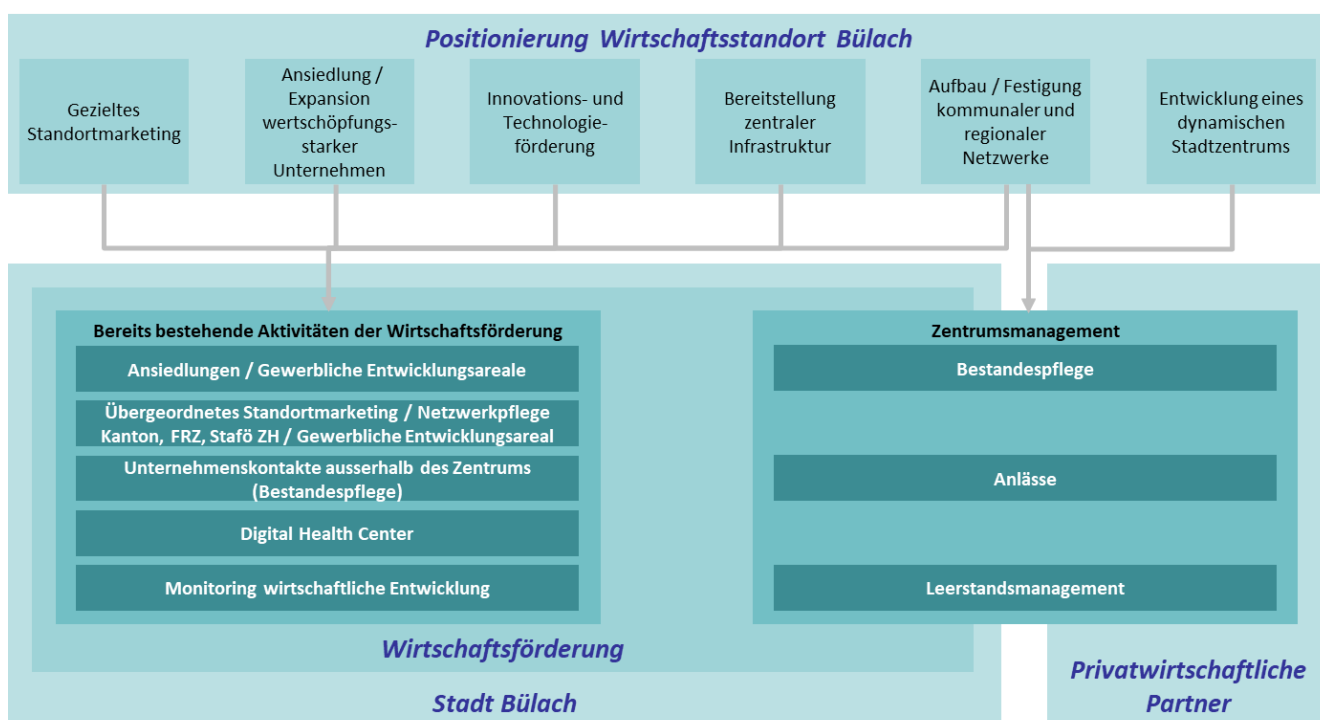 Positionierung Wirtschaftsstandort Bülach
Gezieltes
Standortmarketing
Ansiedlung /
Expansion
wertschöpfungs-
starker
Unternehmen
Innovations- und
Technologie-
förderung
Bereitstellung
zentraler
Infrastruktur
Aufbau / Festigung
kommunaler und
regionaler
Netzwerke
Entwicklung eines
dynamischen
Stadtzentrums
Bereits bestehende Aktivitäten der Wirtschaftsförderung
Ansiedlungen / Gewerbliche Entwicklungsareale
Übergeordnetes Standortmarketing / Netzwerkpflege
Kanton, FRZ, Stafö ZH / Gewerbliche Entwicklungsareal
Unternehmenskontakte ausserhalb des Zentrums
(Bestandespflege)
Digital Health Center
Monitoring wirtschaftliche Entwicklung
Zentrumsmanagement
Bestandespflege
Anlässe
Leerstandsmanagement
Wirtschaftsförderung
Stadt Bülach
Privatwirtschaftliche
Partner